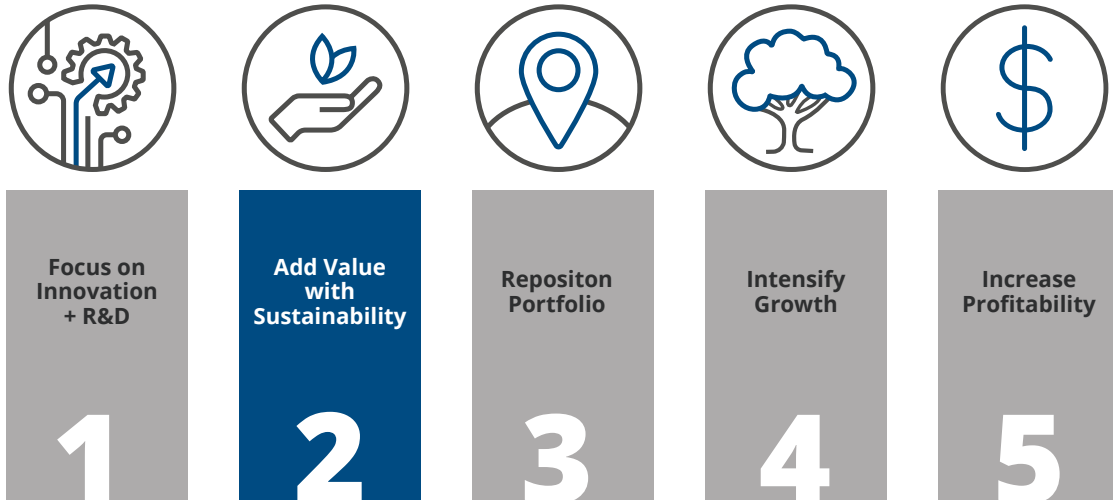 Focus on
Innovation
+ R&D
1
Add Value
with
Sustainability
2
Repositon
Portfolio
3
Intensify
Growth
4
Increase
Profitability
5